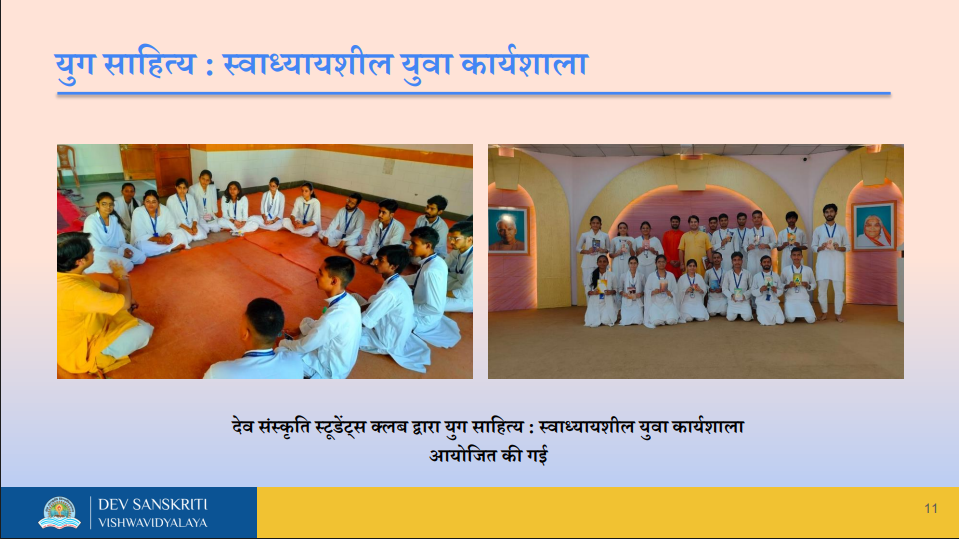 युग साहित्य : स्वाध्यायशील युवा कार्यशाला
देव संस्कृति स्टूडेंट्स क्लब द्वारा युग साहित्य : स्वाध्यायशील युवा कार्यशाला
आयोजित की गई
DEV SANSKRITI
VISHWAVIDYALAYA
11